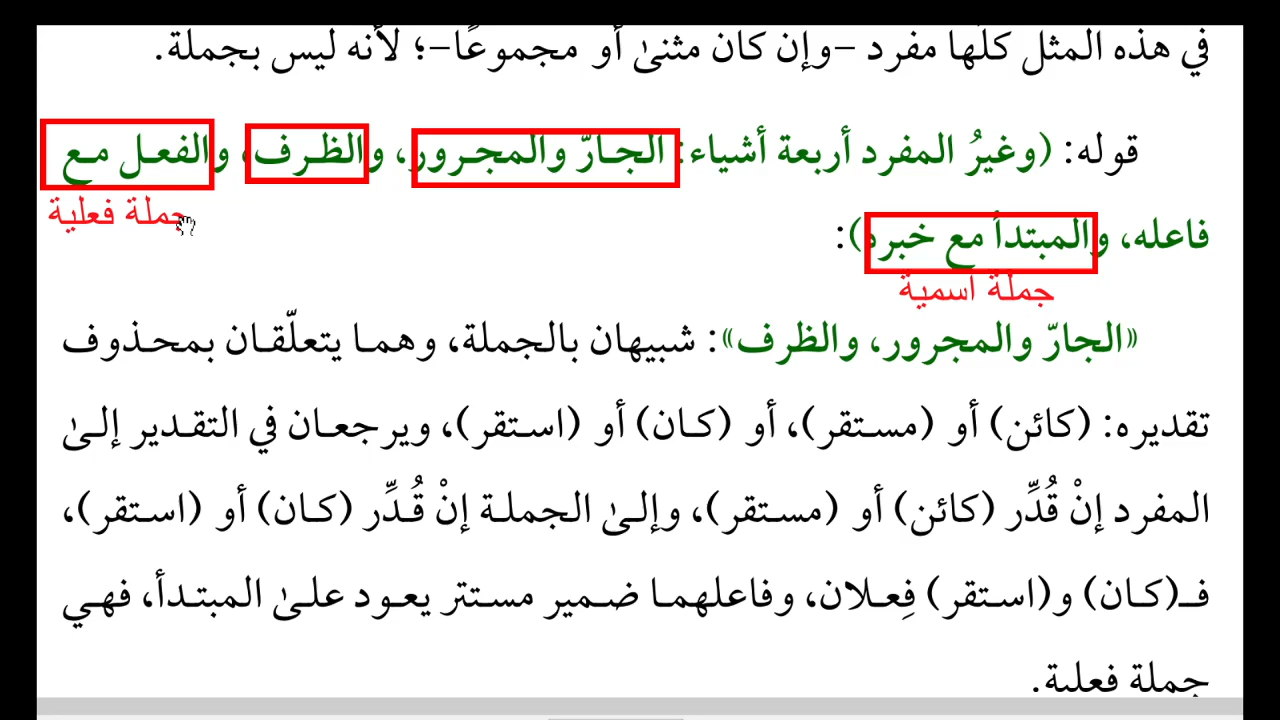 في هذه المثل كلّها مفرد –وإن كان مثنىٰ أو مجموعًا–؛ لأنه ليس بجملة.
قوله: (وغيرُ المفرد أربعة أشياء: الجارّ والمجرور، والظرف، والفعل مع
جملة فعلية
فاعله، والمبتدأ مع خبره):
جملة اسمية
«الجارّ والمجرور، والظرف»: شبيهان بالجملة، وهما يتعلّقان بمحذوف
تقديره: (كائن) أو (مستقر)، أو (كان) أو (استقر)، ويرجعان في التقدير إلىٰ
المفرد إنْ قُدِّر (كائن) أو (مستقر)، وإلىٰ الجملة إنْ قُدِّر (كان) أو (استقر)،
فـ(كان) و(استقر) فِعلان، وفاعلهما ضمير مستتر يعود علىٰ المبتدأ، فهي
جملة فعلية.